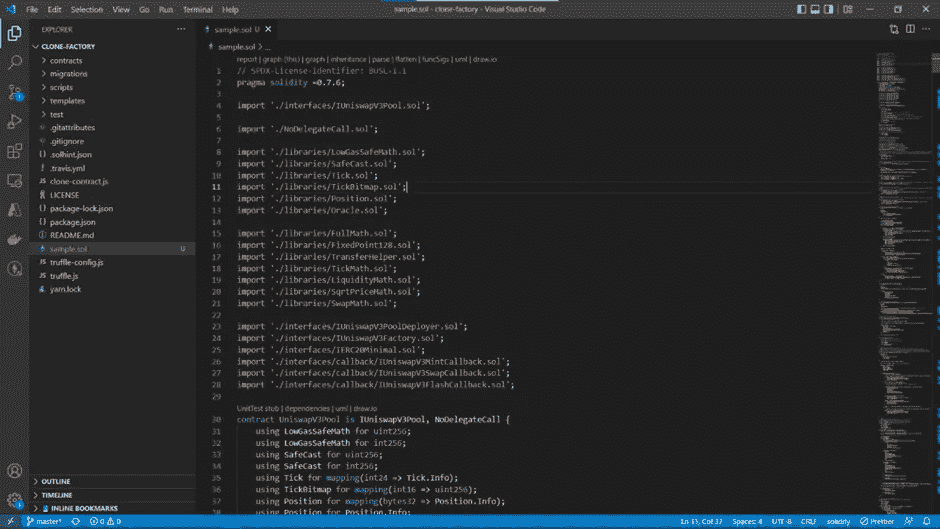 File Edit Selection View Go Run Terminal Help
sample.sol - clone-factory - Visual Studio Code
EXPLORER
CLONE-FACTORY
contracts
migrations
scripts
templates
test
.gitattributes
.gitignore
.solhint.json
.travis.yml
clone-contract.js
LICENSE
package-lock.json
package.json
README.md
sample.sol U
truffle-config.js
truffle.js
yarn.lock
OUTLINE
TIMELINE
INLINE BOOKMARKS
sample.sol U
sample.sol > ...
report | graph (this) | graph | inheritance | parse | flatten | funcSigs | uml | draw.io
1 // SPDX-License-Identifier: BUSL-1.1
2 pragma solidity =0.7.6;
4 import './interfaces/IUniswapV3Pool.sol';
5
6 import './NoDelegateCall.sol';
7
8 import './libraries/LowGasSafeMath.sol';
9 import './libraries/SafeCast.sol';
10 import './libraries/Tick.sol';
11 import './libraries/TickBitmap.sol';
12 import './libraries/Position.sol';
13 import './libraries/Oracle.sol';
14
15 import './libraries/FullMath.sol';
16 import './libraries/FixedPoint128.sol';
17 import './libraries/TransferHelper.sol';
18 import './libraries/TickMath.sol';
19 import './libraries/LiquidityMath.sol';
20 import './libraries/SqrtPriceMath.sol';
21 import './libraries/SwapMath.sol';
22
23 import './interfaces/IUniswapV3PoolDeployer.sol';
24 import './interfaces/IUniswapV3Factory.sol';
25 import './interfaces/IERC20Minimal.sol';
26 import './interfaces/callback/IUniswapV3MintCallback.sol';
27 import './interfaces/callback/IUniswapV3SwapCallback.sol';
28 import './interfaces/callback/IUniswapV3FlashCallback.sol';
29
UnitTest stub | dependencies | uml | draw.io
30 contract UniswapV3Pool is IUniswapV3Pool, NoDelegateCall {
31 using LowGasSafeMath for uint256;
32 using LowGasSafeMath for int256;
33 using SafeCast for uint256;
34 using SafeCast for int256;
35 using Tick for mapping(int24 => Tick.Info);
36 using TickBitmap for mapping(int16 => uint256);
37 using Position for mapping(bytes32 => Position.Info);
38 using Position for Position.Info;
master* 0 0
Ln 11, Col 37 Spaces: 4 UTF-8 CRLF solidity Prettier